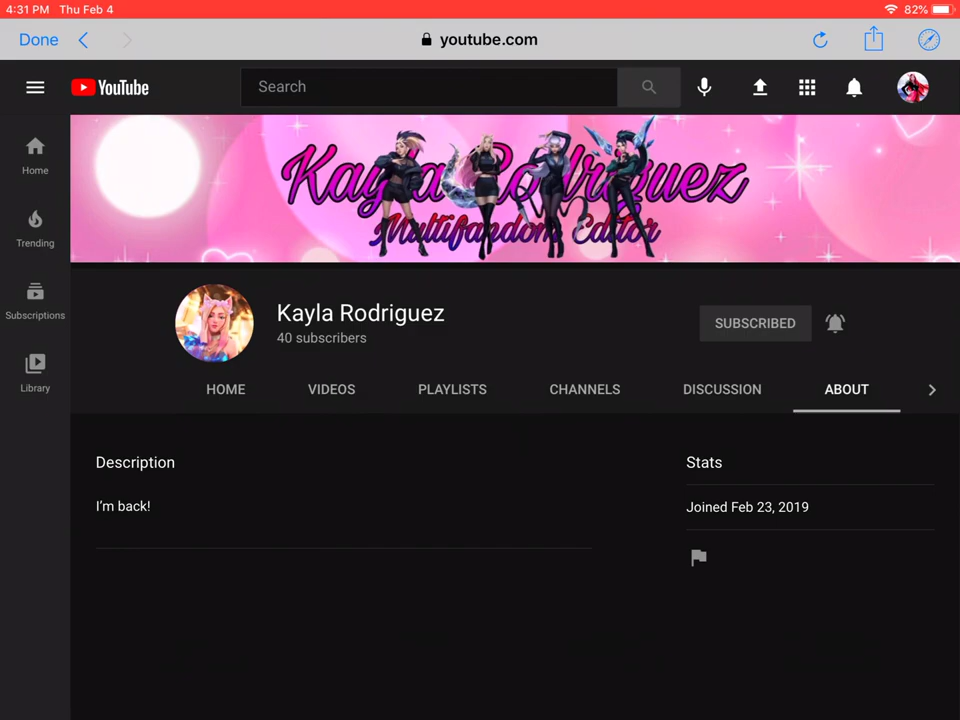 4:31 PM Thu Feb 4 82%
Done youtube.com
YouTube Search
Home
Trending
Subscriptions
Library
Kayla Rodriguez
Multifandom Editor
Kayla Rodriguez
40 subscribers
SUBSCRIBED
HOME VIDEOS PLAYLISTS CHANNELS DISCUSSION ABOUT
Description
I'm back!
Stats
Joined Feb 23, 2019